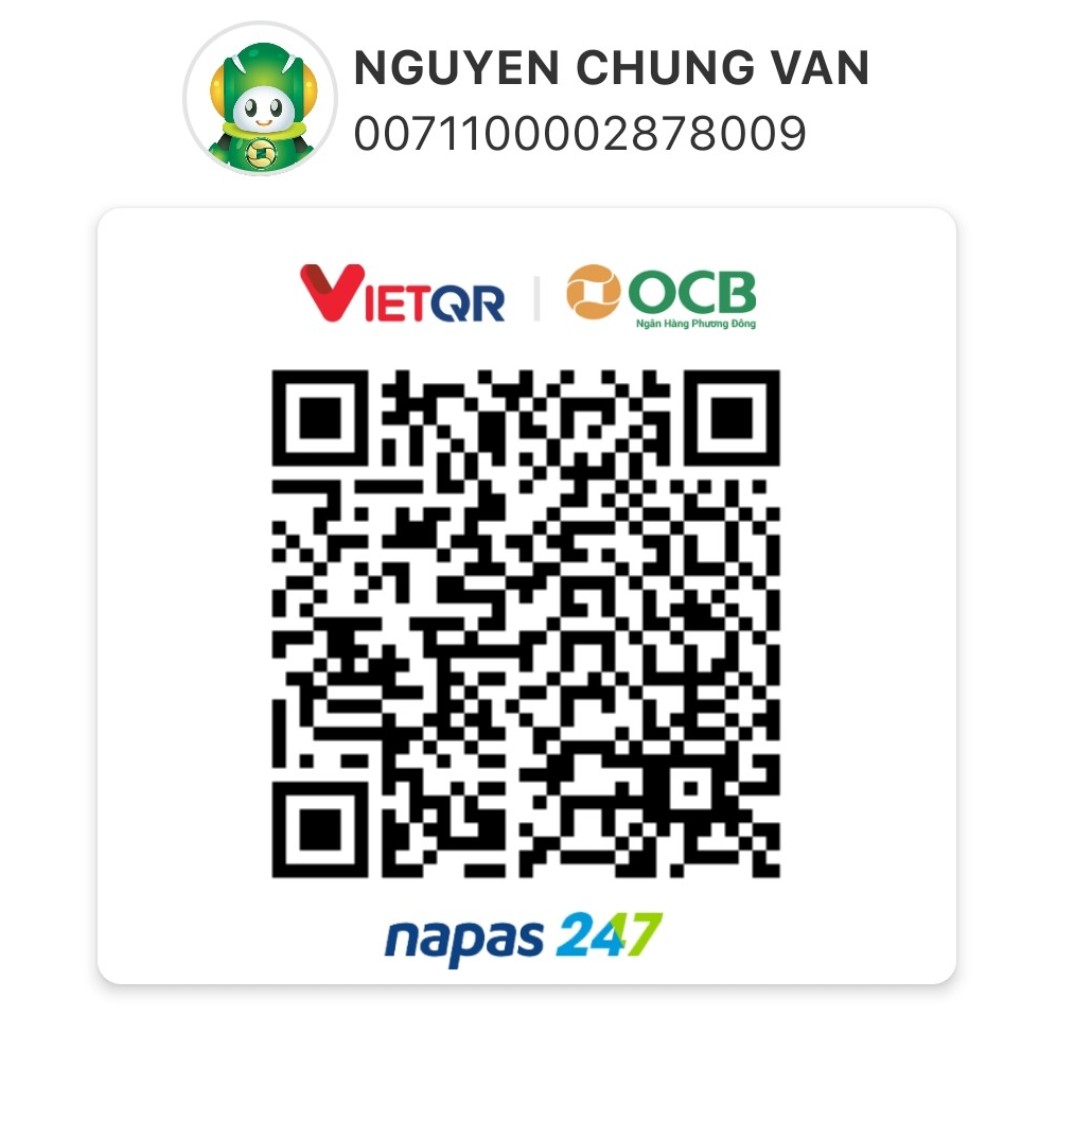 NGUYEN CHUNG VAN
0071100002878009
VIETQR | OCB
Ngân Hàng Phương Đông
napas 247